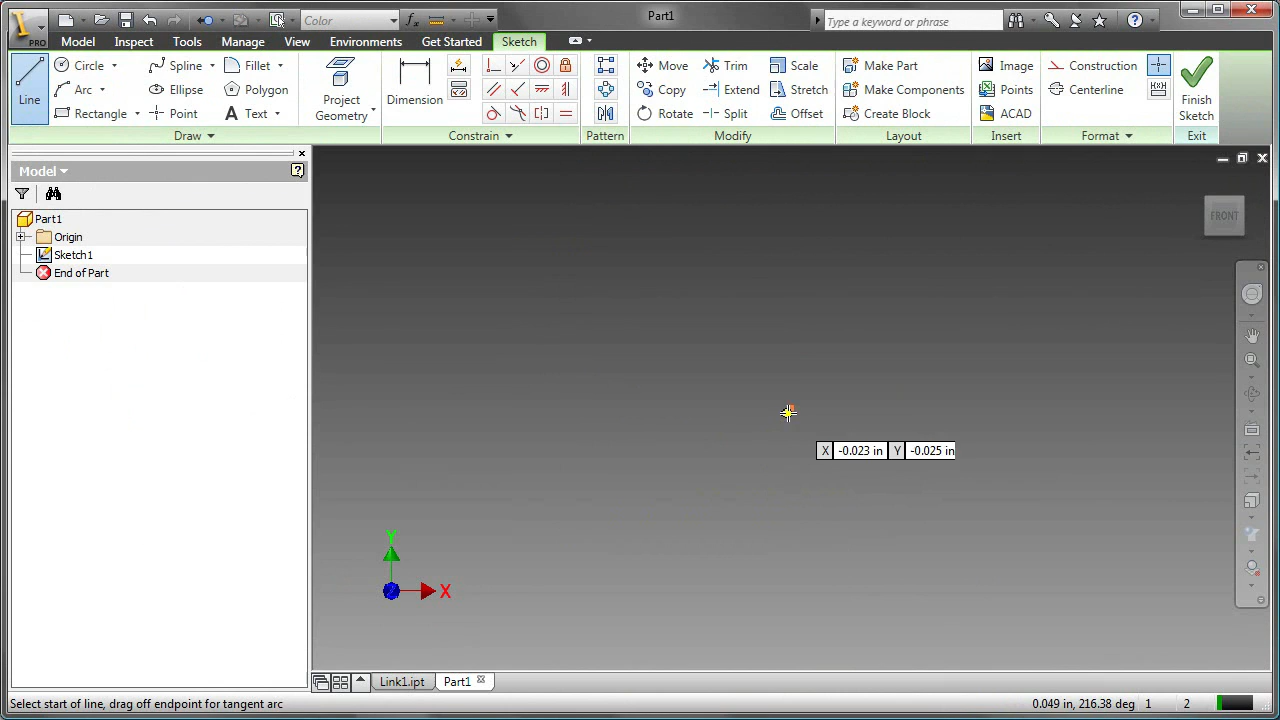 Color
Part1
Type a keyword or phrase
PRO
Model Inspect Tools Manage View Environments Get Started Sketch
Line
Circle
Arc
Rectangle
Spline
Ellipse
Point
Fillet
Polygon
Text
Project Geometry
Dimension
Move
Copy
Rotate
Trim
Extend
Split
Scale
Stretch
Offset
Make Part
Make Components
Create Block
Image
Points
ACAD
Construction
Centerline
Finish Sketch
Draw Constrain Pattern Modify Layout Insert Format Exit
Model
Part1
Origin
Sketch1
End of Part
FRONT
X -0.023 in Y -0.025 in
Y
X
Link1.ipt Part1
Select start of line, drag off endpoint for tangent arc
0.049 in, 216.38 deg 1 2